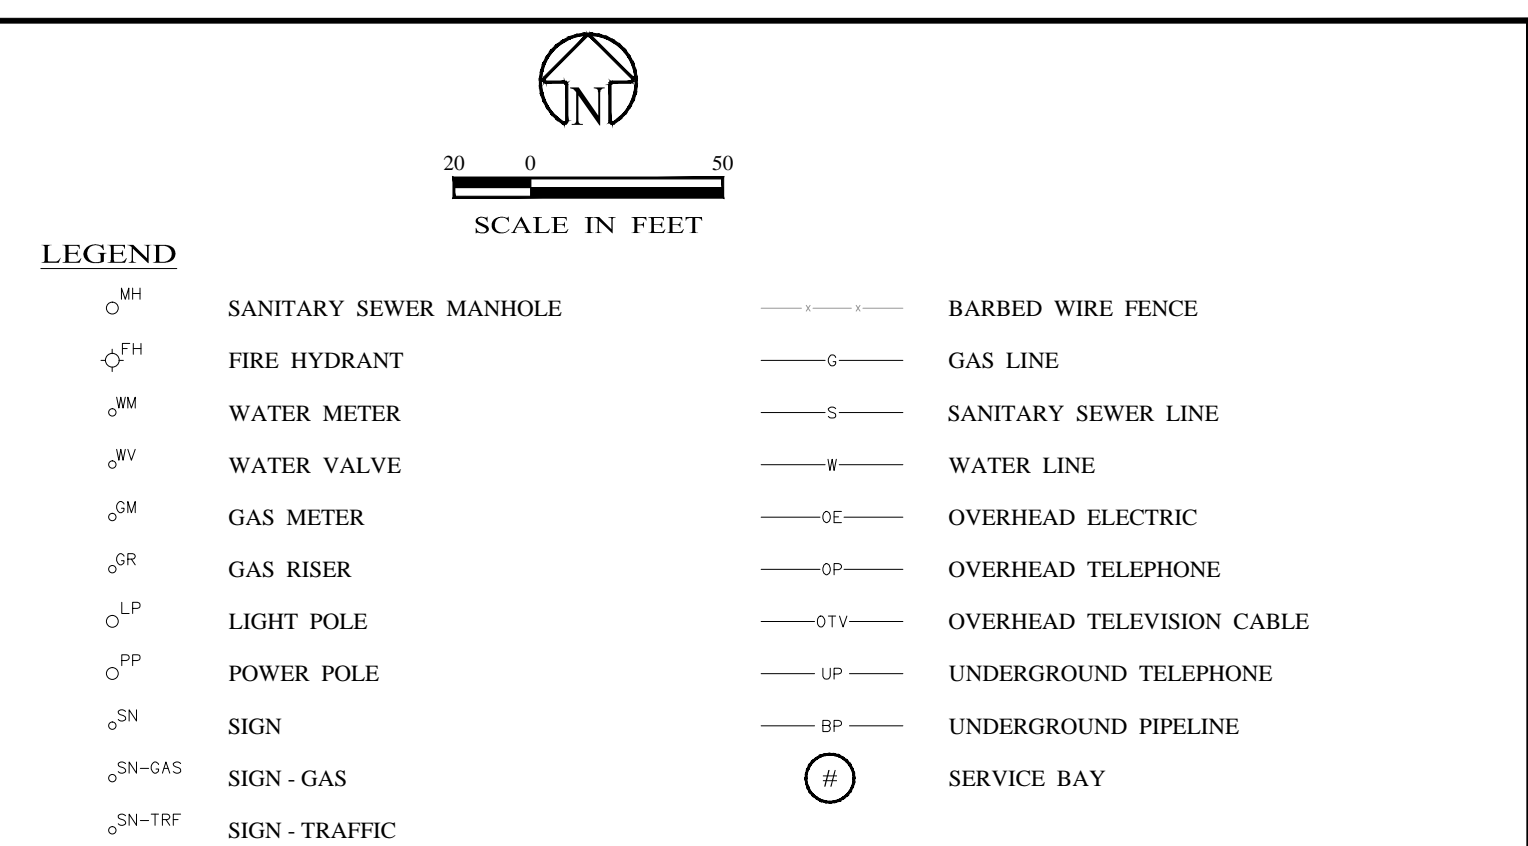 N
20 0 50
SCALE IN FEET
LEGEND
MH SANITARY SEWER MANHOLE
FH FIRE HYDRANT
WM WATER METER
WV WATER VALVE
GM GAS METER
GR GAS RISER
LP LIGHT POLE
PP POWER POLE
SN SIGN
SN-GAS SIGN - GAS
SN-TRF SIGN - TRAFFIC
x x BARBED WIRE FENCE
G GAS LINE
S SANITARY SEWER LINE
W WATER LINE
OE OVERHEAD ELECTRIC
OP OVERHEAD TELEPHONE
OTV OVERHEAD TELEVISION CABLE
UP UNDERGROUND TELEPHONE
BP UNDERGROUND PIPELINE
# SERVICE BAY